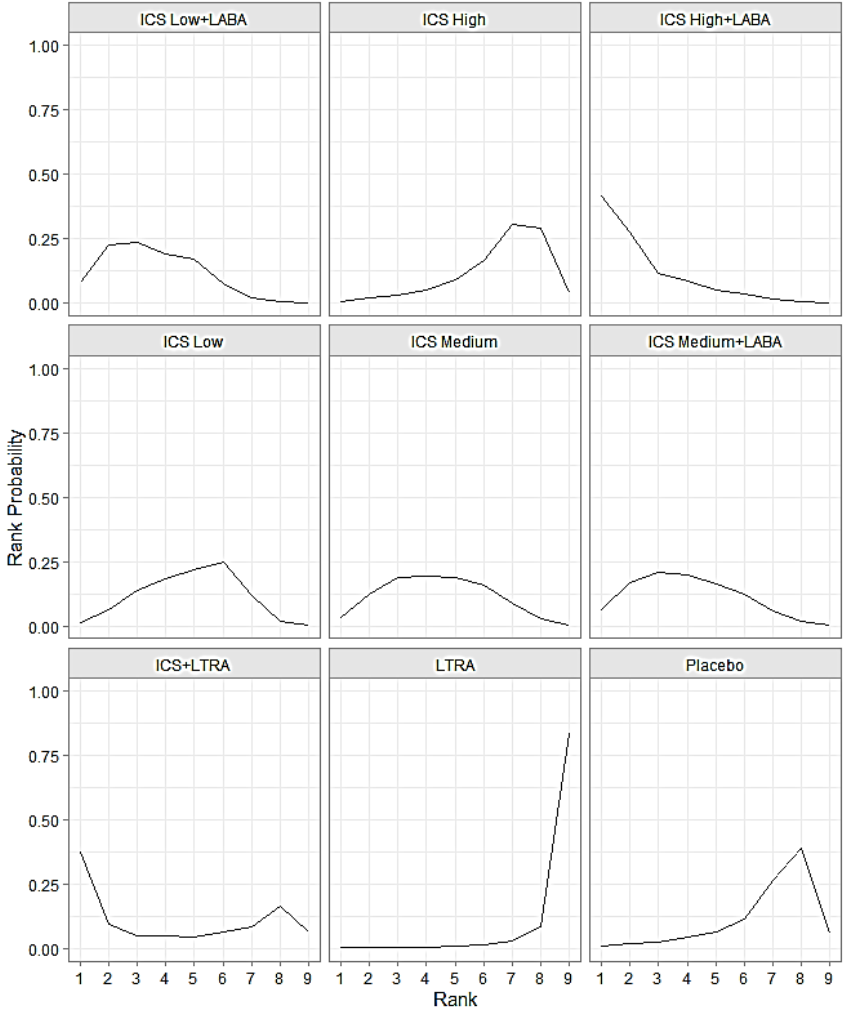 ICS Low+LABA ICS High ICS High+LABA
1.00
0.75
0.50
0.25
0.00
ICS Low ICS Medium ICS Medium+LABA
1.00
0.75
0.50
0.25
0.00
Rank Probability
ICS+LTRA LTRA Placebo
1.00
0.75
0.50
0.25
0.00
1 2 3 4 5 6 7 8 9 1 2 3 4 5 6 7 8 9 1 2 3 4 5 6 7 8 9
Rank